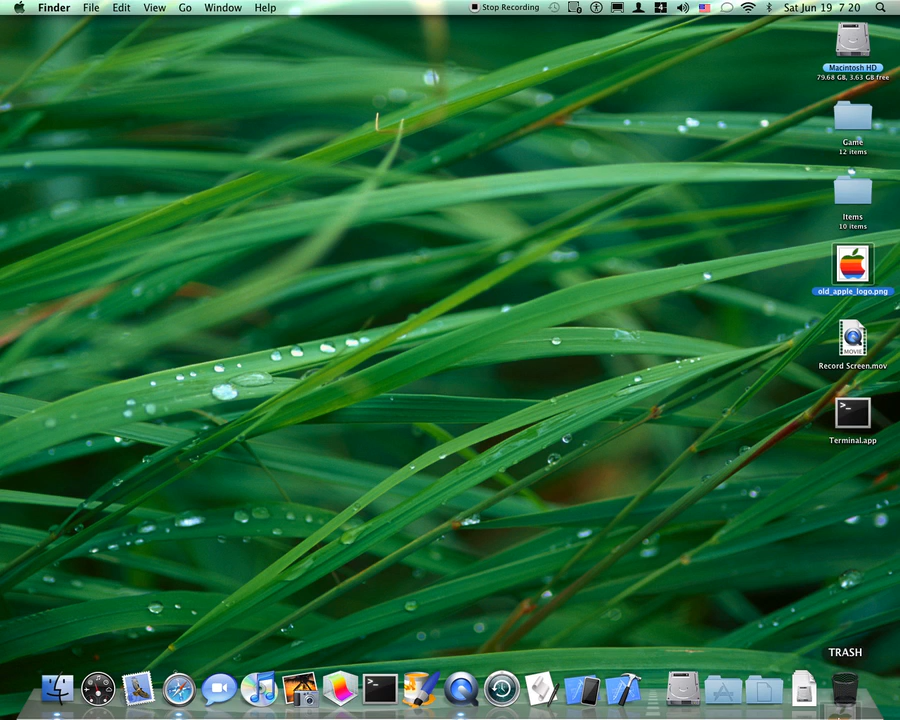 Finder File Edit View Go Window Help Stop Recording 4 Sat Jun 19 7 20
Macintosh HD
79.68 GB, 3.63 GB free
Game
12 items
Items
10 items
old_apple_logo.png
MOVIE
Record Screen.mov
>_
Terminal.app
TRASH
>_